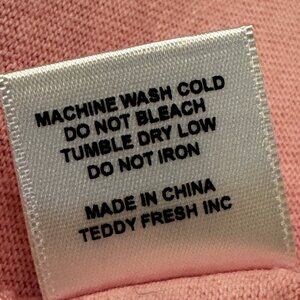 MACHINE WASH COLD
DO NOT BLEACH
TUMBLE DRY LOW
DO NOT IRON
MADE IN CHINA
TEDDY FRESH INC